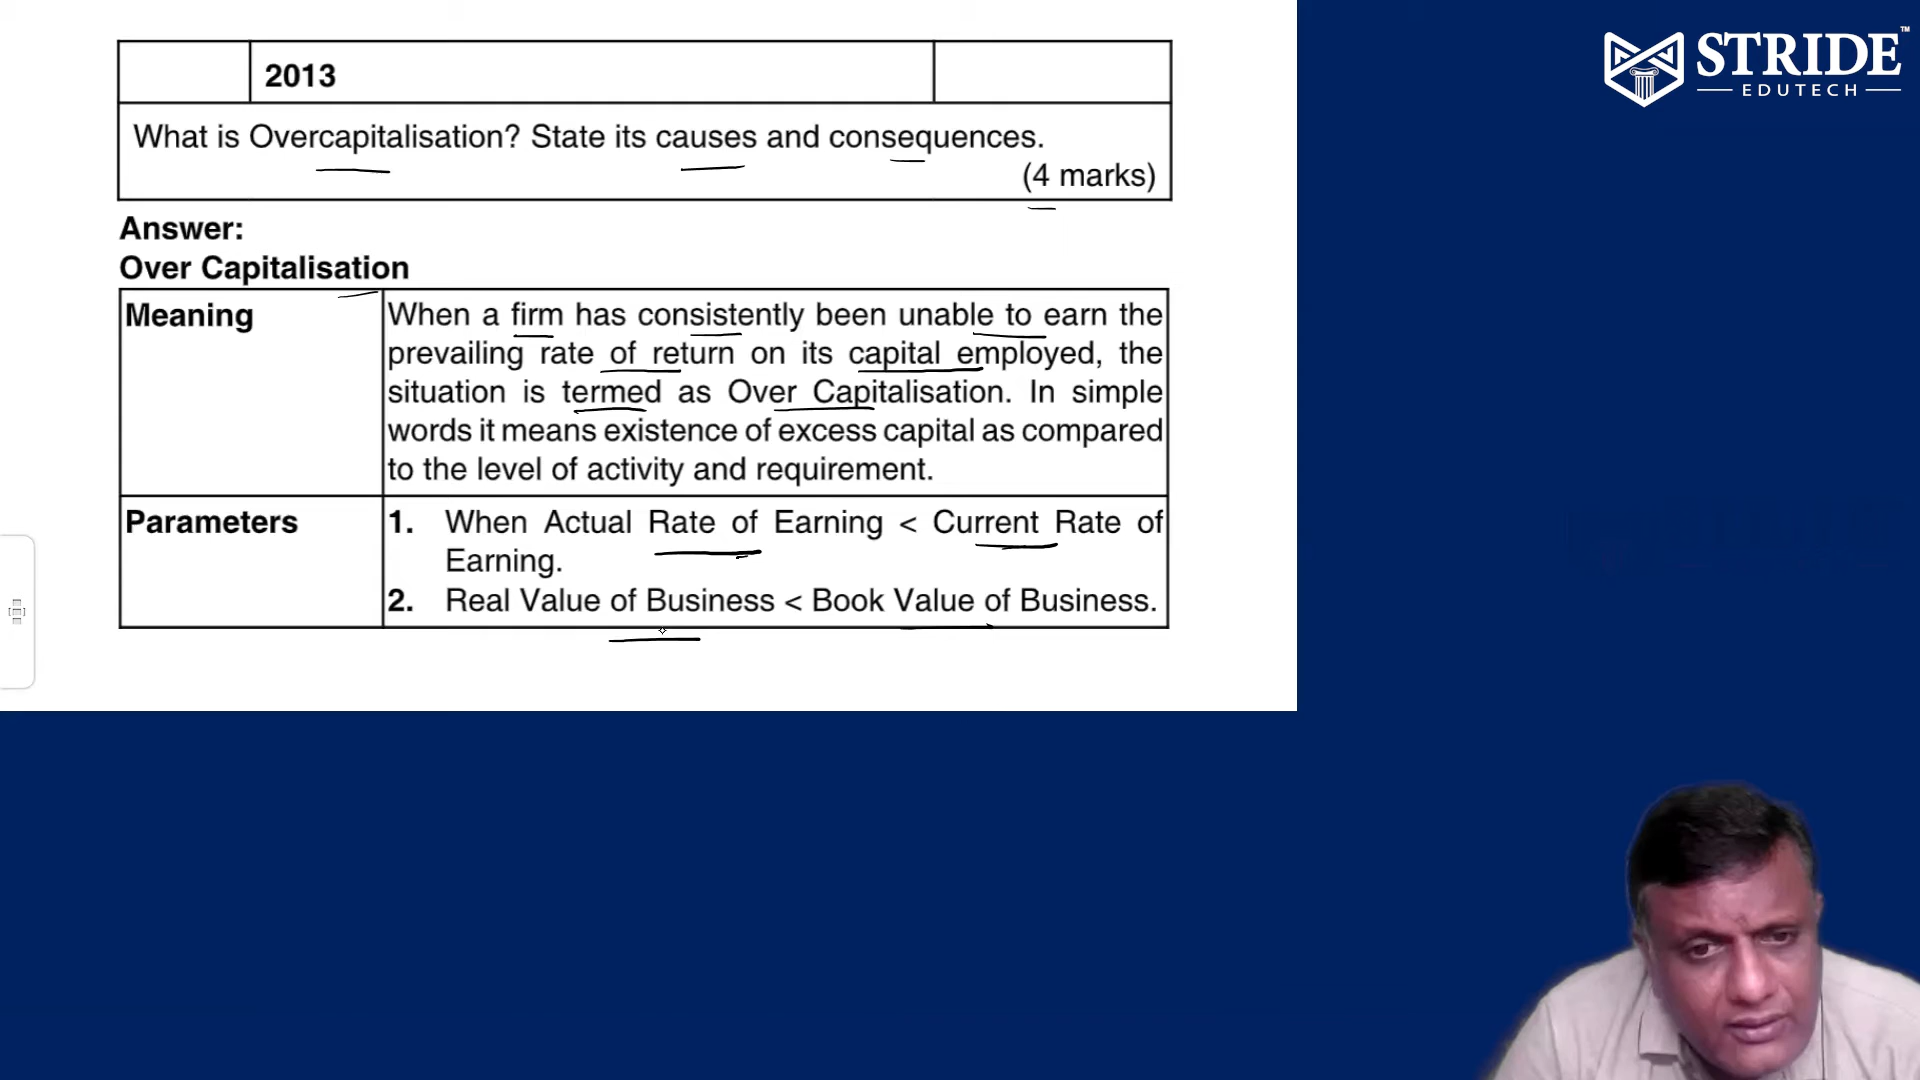 STRIDE™
EDUTECH
2013
What is Overcapitalisation? State its causes and consequences.
(4 marks)
Answer:
Over Capitalisation
Meaning
When a firm has consistently been unable to earn the
prevailing rate of return on its capital employed, the
situation is termed as Over Capitalisation. In simple
words it means existence of excess capital as compared
to the level of activity and requirement.
Parameters
1. When Actual Rate of Earning < Current Rate of
Earning.
2. Real Value of Business < Book Value of Business.